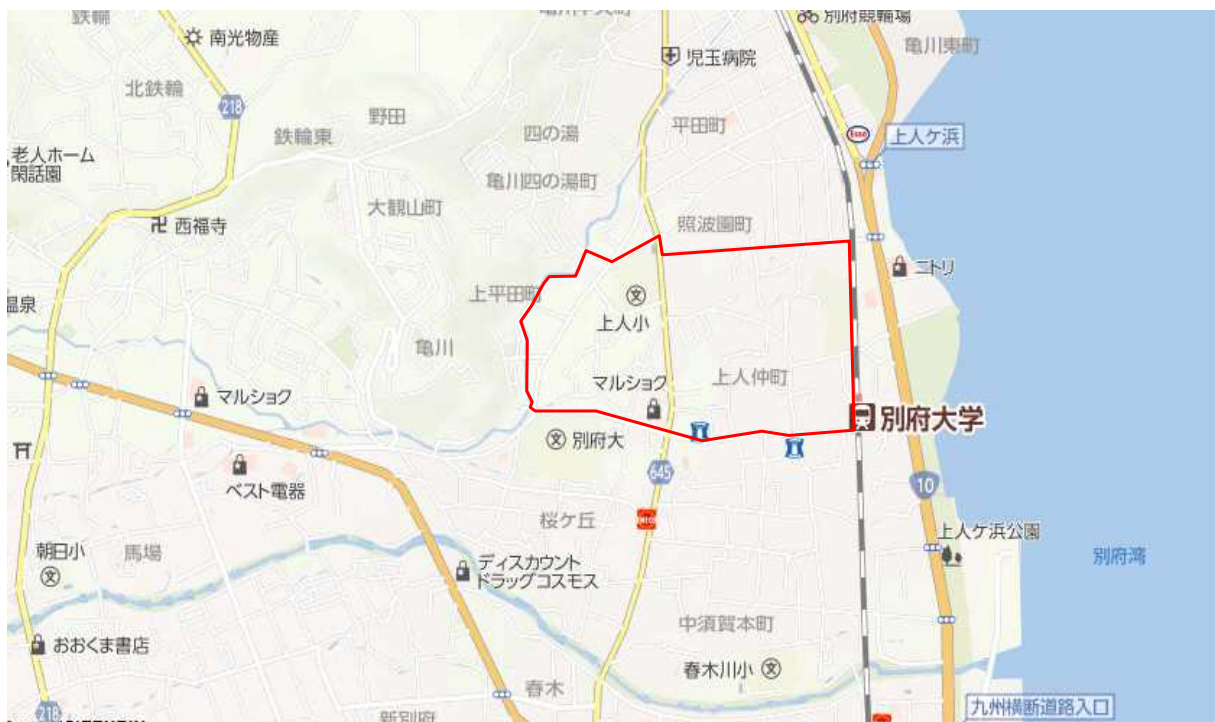 鉄輪
別府競輪場
南光物産
亀川東町
児玉病院
北鉄輪
218
野田
平田町
四の湯
鉄輪東
Esso
上人ケ浜
老人ホーム
閑話園
亀川四の湯町
大観山町
西福寺
照波園町
ニトリ
上平田町
文
温泉
上人小
亀川
上人仲町
マルショク
マルショク
別府大学
文 別府大
645
ベスト電器
10
桜ケ丘
ENEOS
上人ケ浜公園
朝日小
文
馬場
別府湾
ディスカウント
ドラッグコスモス
中須賀本町
おおくま書店
春木川小 文
春木
九州横断道路入口
218
新別府